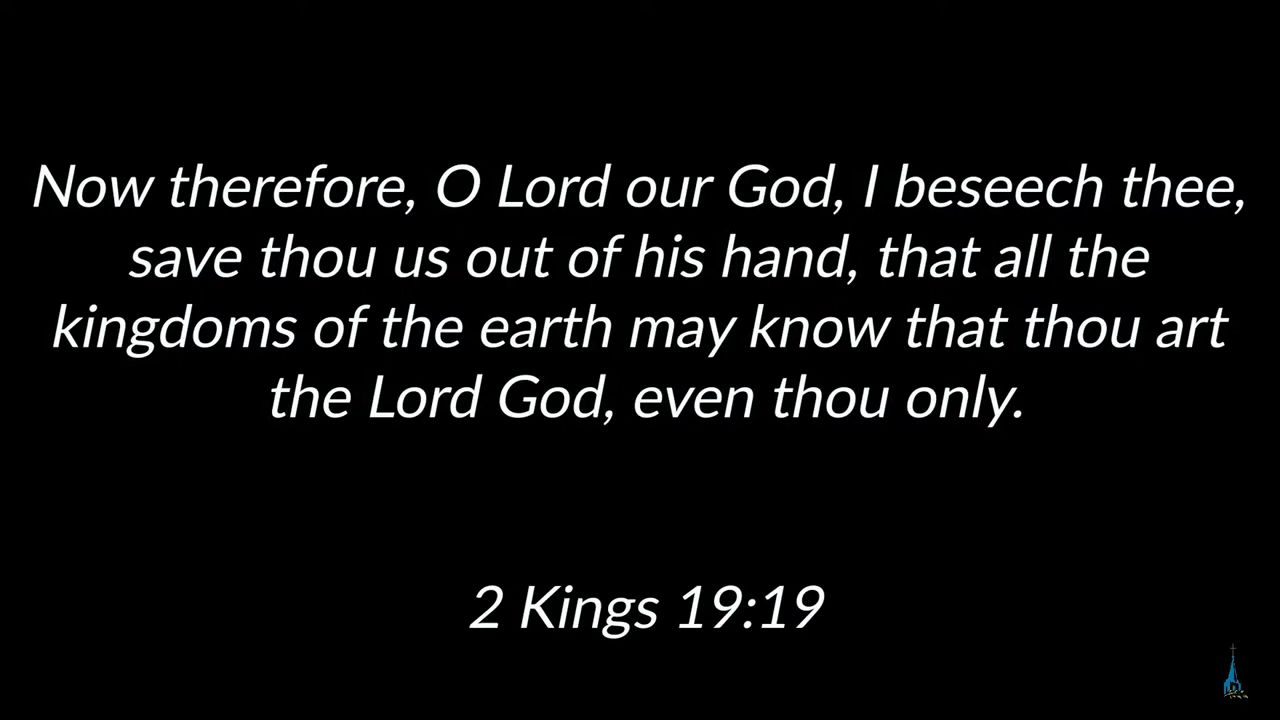 Now therefore, O Lord our God, I beseech thee,
save thou us out of his hand, that all the
kingdoms of the earth may know that thou art
the Lord God, even thou only.
2 Kings 19:19